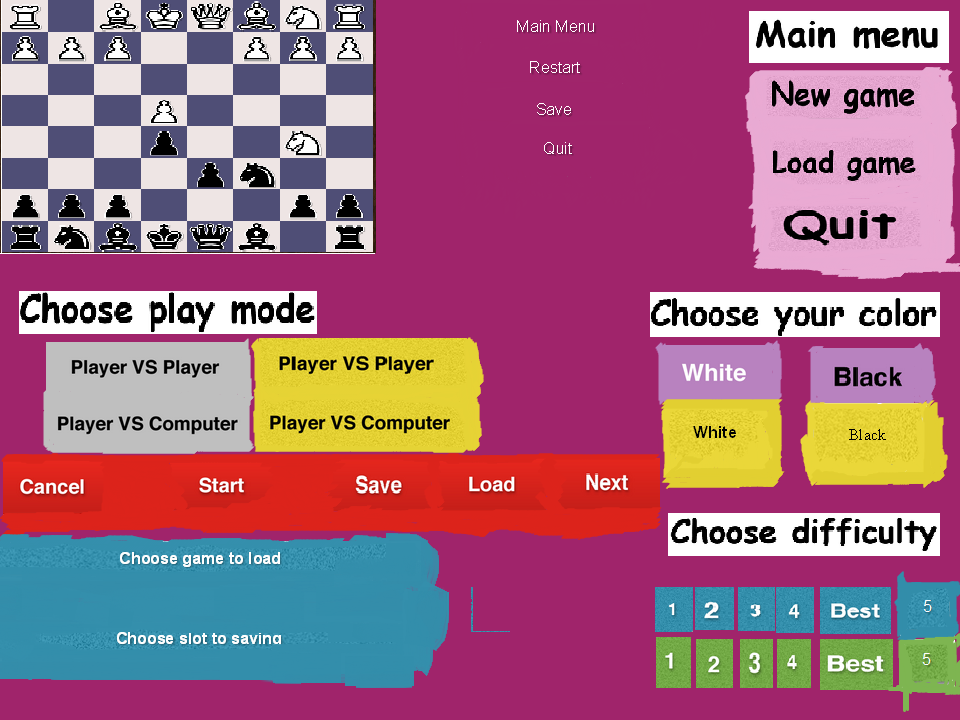 Main Menu
Restart
Save
Quit
Main menu
New game
Load game
Quit
Choose play mode
Player VS Player
Player VS Player
Player VS Computer
Player VS Computer
Choose your color
White
Black
White
Black
Cancel
Start
Save
Load
Next
Choose difficulty
Choose game to load
Choose slot to saving
1
2
3
4
Best
5
1
2
3
4
Best
5